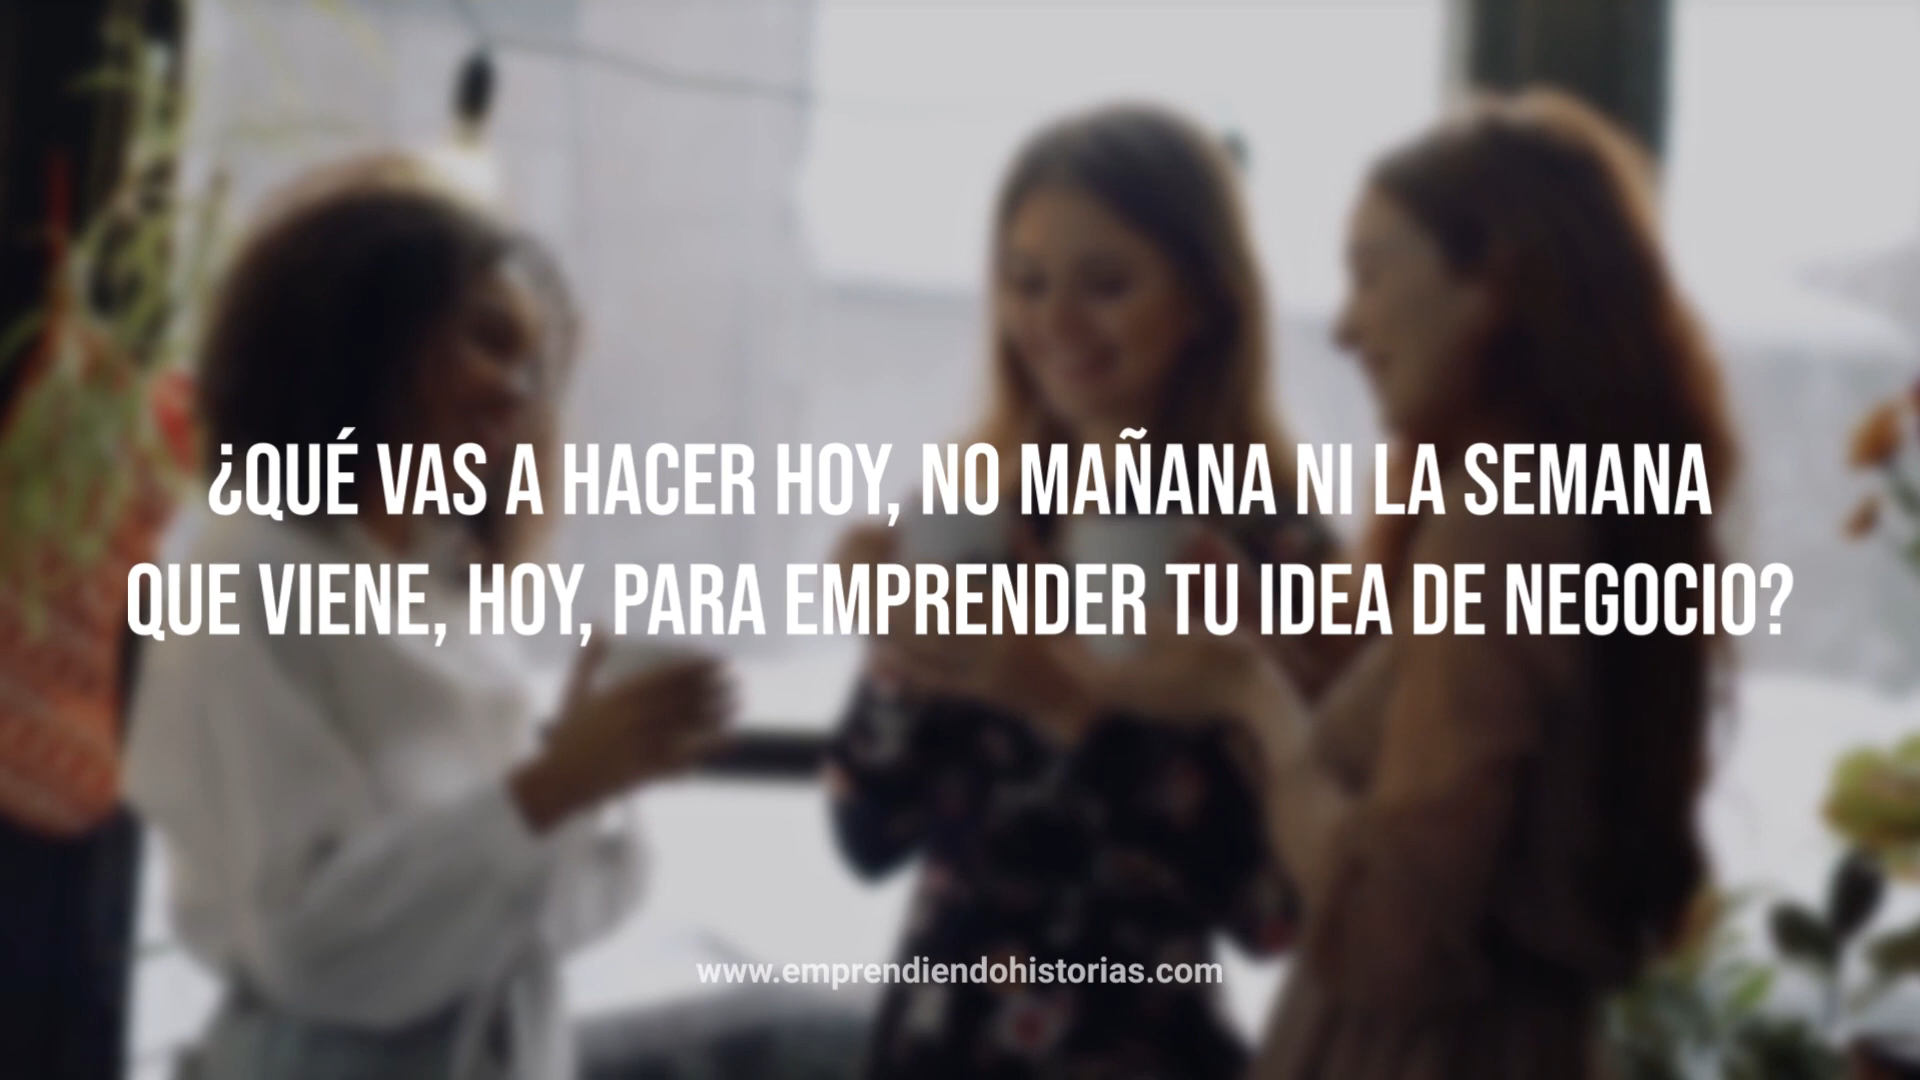 ¿QUÉ VAS A HACER HOY, NO MAÑANA NI LA SEMANA
QUE VIENE, HOY, PARA EMPRENDER TU IDEA DE NEGOCIO?
www.emprendiendohistorias.com